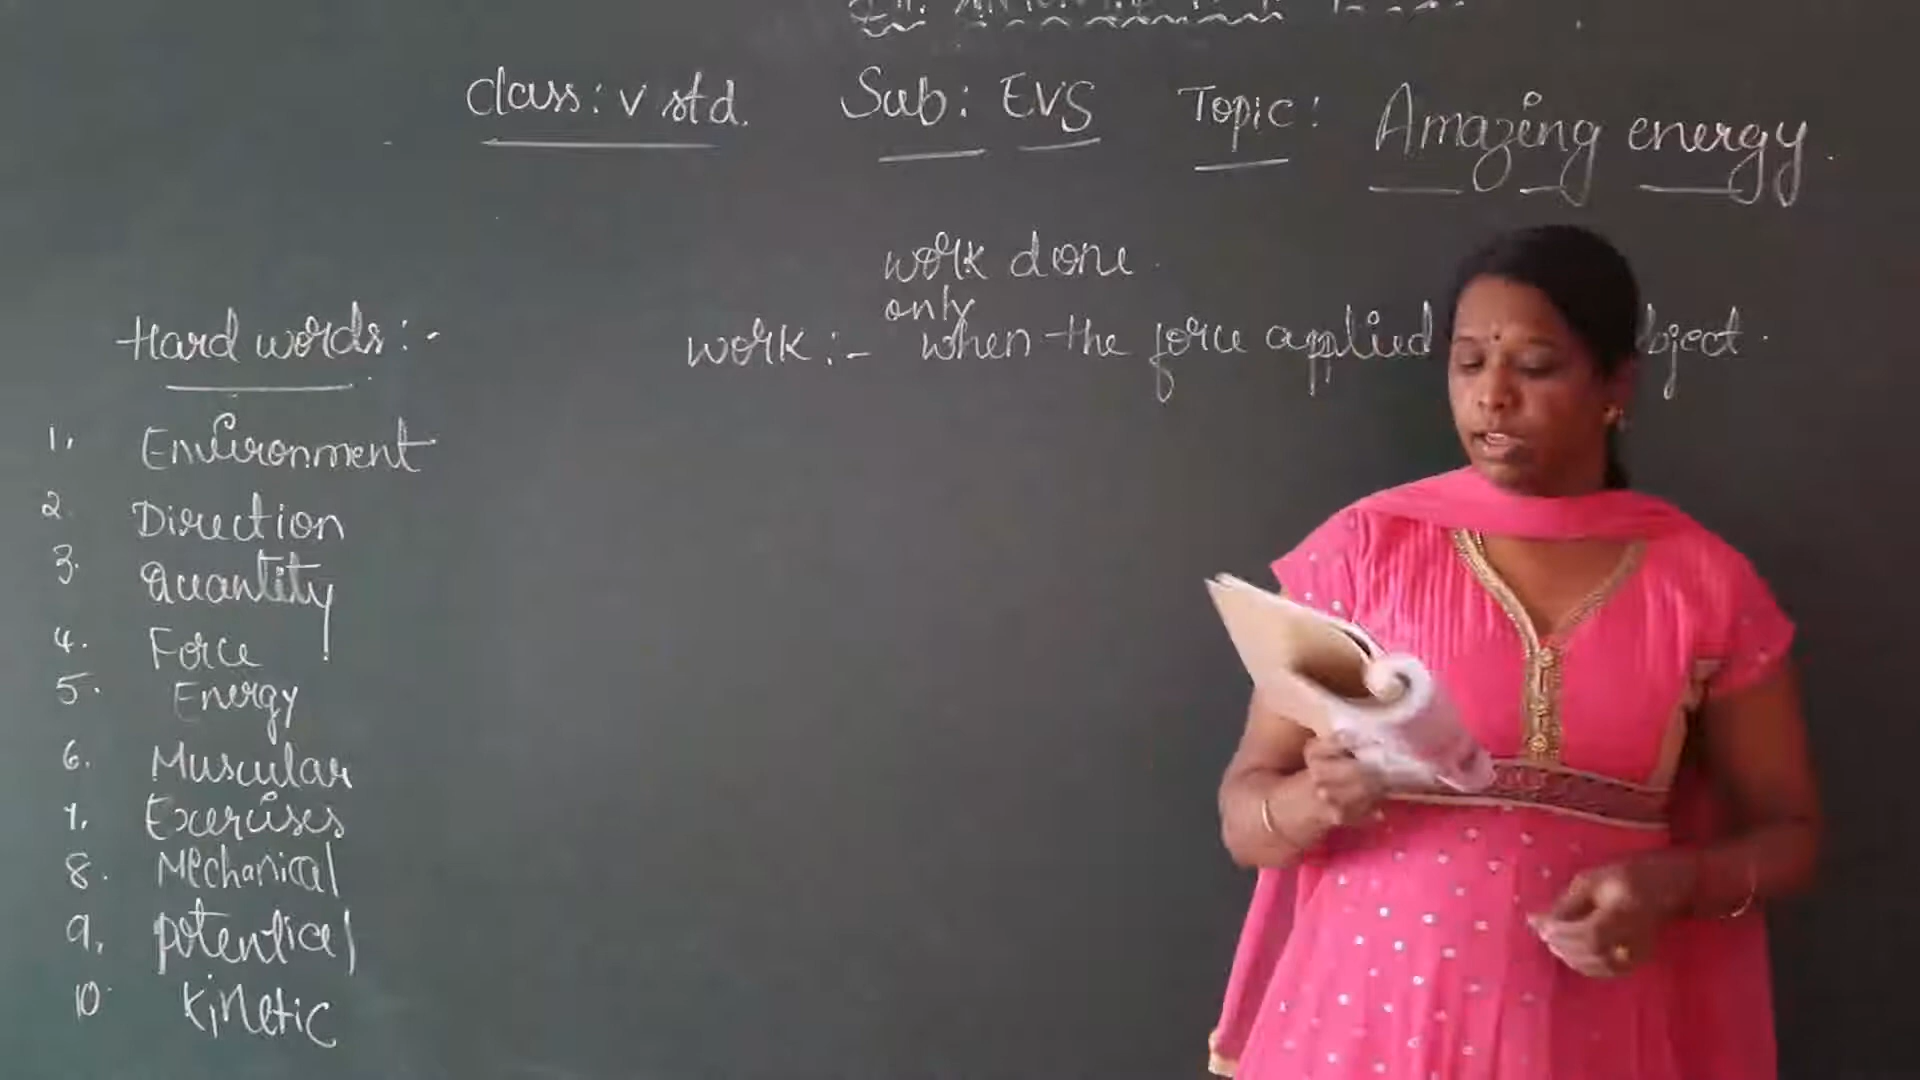 Class: V std. Sub: EVS Topic: Amazing energy.
work done.
only
work :- when the force applied bject.
Hard words :-
1. Environment
2. Direction
3. Quantity
4. Force
5. Energy
6. Muscular
7. Exercises
8. Mechanical
9. potential
10. kinetic